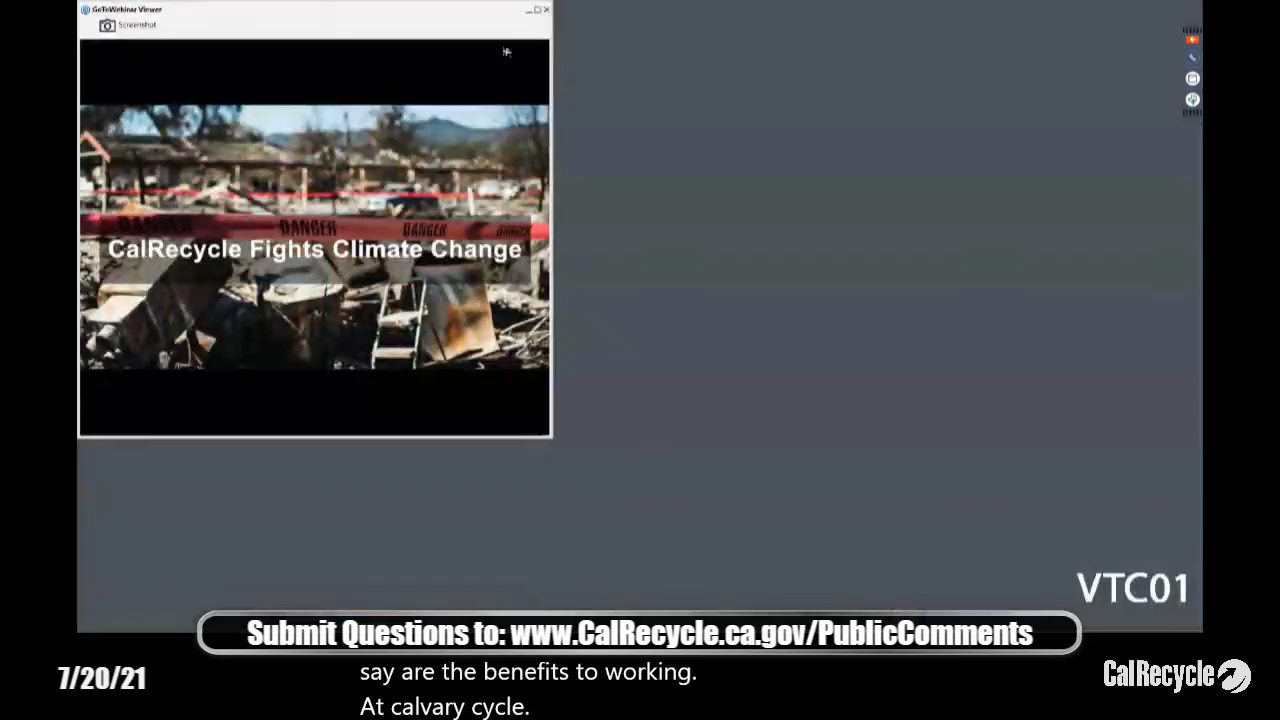 GoToWebinar Viewer
Screenshot
DANGER DANGER DANGER DANGER
CalRecycle Fights Climate Change
VTC01
Submit Questions to: www.CalRecycle.ca.gov/PublicComments
7/20/21
say are the benefits to working.
At calvary cycle.
CalRecycle